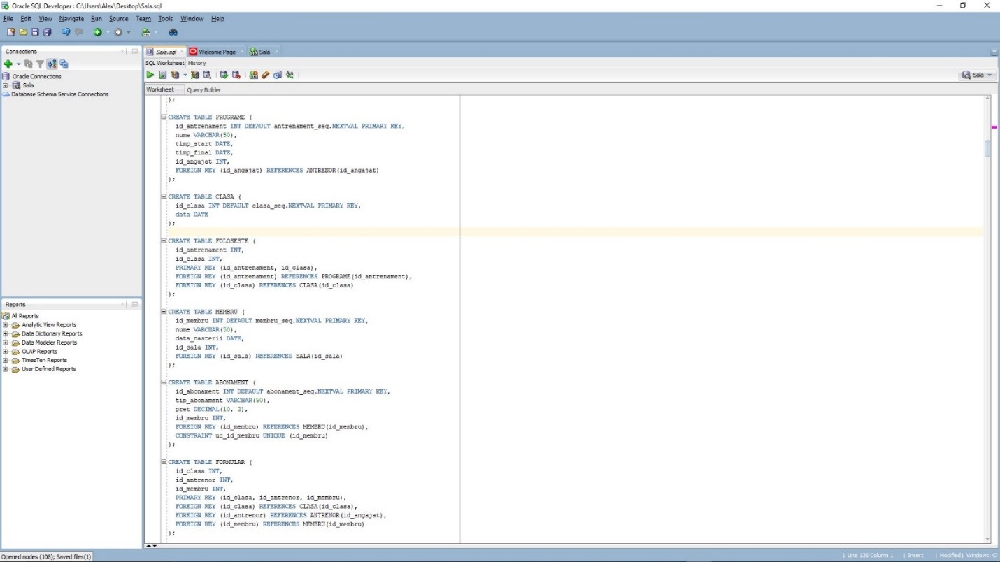 Oracle SQL Developer : C:\Users\Alex\Desktop\Sala.sql
File Edit View Navigate Run Source Team Tools Window Help
Connections
Oracle Connections
Sala
Database Schema Service Connections
Reports
All Reports
Analytic View Reports
Data Dictionary Reports
Data Modeler Reports
OLAP Reports
TimesTen Reports
User Defined Reports
Sala.sql Welcome Page Sala
SQL Worksheet History
Sala
Worksheet Query Builder
);
CREATE TABLE PROGRAME (
id_antrenament INT DEFAULT antrenament_seq.NEXTVAL PRIMARY KEY,
nume VARCHAR(50),
timp_start DATE,
timp_final DATE,
id_angajat INT,
FOREIGN KEY (id_angajat) REFERENCES ANTRENOR(id_angajat)
);
CREATE TABLE CLASA (
id_clasa INT DEFAULT clasa_seq.NEXTVAL PRIMARY KEY,
data DATE
);
CREATE TABLE FOLOSESTE (
id_antrenament INT,
id_clasa INT,
PRIMARY KEY (id_antrenament, id_clasa),
FOREIGN KEY (id_antrenament) REFERENCES PROGRAME(id_antrenament),
FOREIGN KEY (id_clasa) REFERENCES CLASA(id_clasa)
);
CREATE TABLE MEMBRU (
id_membru INT DEFAULT membru_seq.NEXTVAL PRIMARY KEY,
nume VARCHAR(50),
data_nasterii DATE,
id_sala INT,
FOREIGN KEY (id_sala) REFERENCES SALA(id_sala)
);
CREATE TABLE ABONAMENT (
id_abonament INT DEFAULT abonament_seq.NEXTVAL PRIMARY KEY,
tip_abonament VARCHAR(50),
pret DECIMAL(10, 2),
id_membru INT,
FOREIGN KEY (id_membru) REFERENCES MEMBRU(id_membru),
CONSTRAINT uc_id_membru UNIQUE (id_membru)
);
CREATE TABLE FORMULAR (
id_clasa INT,
id_antrenor INT,
id_membru INT,
PRIMARY KEY (id_clasa, id_antrenor, id_membru),
FOREIGN KEY (id_clasa) REFERENCES CLASA(id_clasa),
FOREIGN KEY (id_antrenor) REFERENCES ANTRENOR(id_angajat),
FOREIGN KEY (id_membru) REFERENCES MEMBRU(id_membru)
);
Opened nodes (108); Saved files(1)
| Line 126 Column 1 | Insert | Modified | Windows: Cl